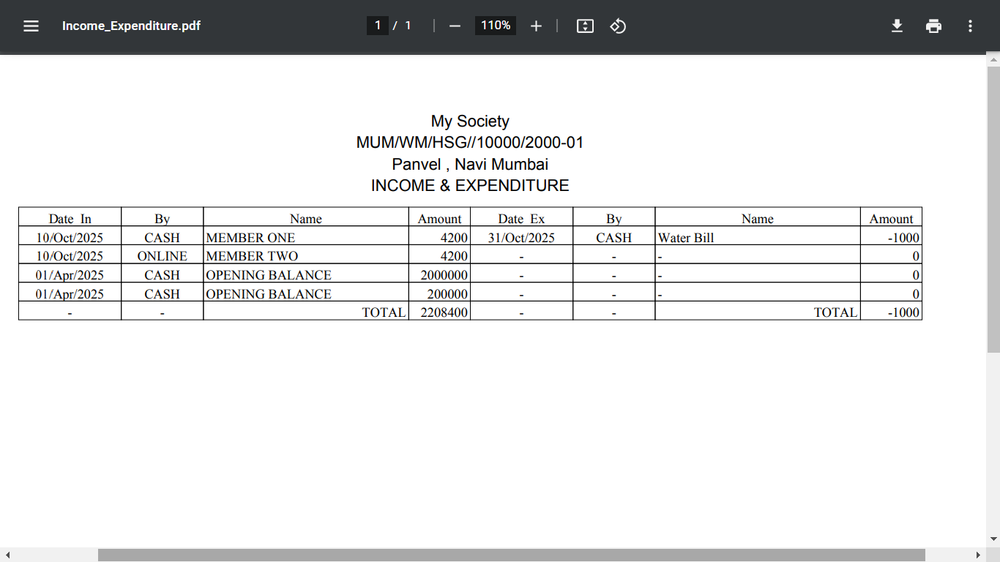 Income_Expenditure.pdf 1 / 1 110%
My Society
MUM/WM/HSG//10000/2000-01
Panvel , Navi Mumbai
INCOME & EXPENDITURE
Date In By Name Amount Date Ex By Name Amount
10/Oct/2025 CASH MEMBER ONE 4200 31/Oct/2025 CASH Water Bill -1000
10/Oct/2025 ONLINE MEMBER TWO 4200 - - - 0
01/Apr/2025 CASH OPENING BALANCE 2000000 - - - 0
01/Apr/2025 CASH OPENING BALANCE 200000 - - - 0
- - TOTAL 2208400 - - TOTAL -1000